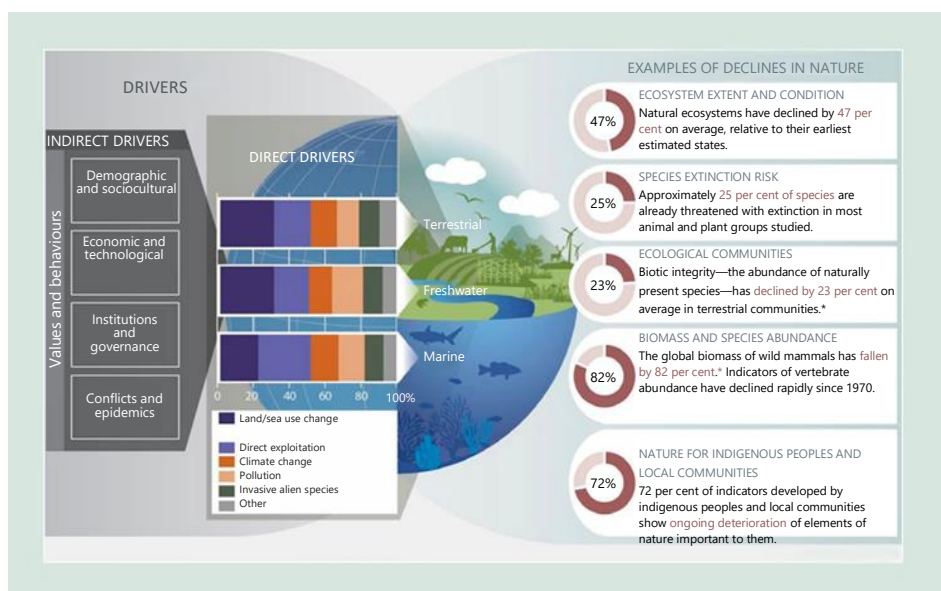 DRIVERS
INDIRECT DRIVERS
Values and behaviours
Demographic
and sociocultural
Economic and
technological
Institutions
and
governance
Conflicts and
epidemics
DIRECT DRIVERS
Terrestrial
Freshwater
Marine
0 20 40 60 80 100%
Land/sea use change
Direct exploitation
Climate change
Pollution
Invasive alien species
Other
EXAMPLES OF DECLINES IN NATURE
47%
ECOSYSTEM EXTENT AND CONDITION
Natural ecosystems have declined by 47 per
cent on average, relative to their earliest
estimated states.
25%
SPECIES EXTINCTION RISK
Approximately 25 per cent of species are
already threatened with extinction in most
animal and plant groups studied.
23%
ECOLOGICAL COMMUNITIES
Biotic integrity—the abundance of naturally
present species—has declined by 23 per cent on
average in terrestrial communities.*
82%
BIOMASS AND SPECIES ABUNDANCE
The global biomass of wild mammals has fallen
by 82 per cent.* Indicators of vertebrate
abundance have declined rapidly since 1970.
72%
NATURE FOR INDIGENOUS PEOPLES AND
LOCAL COMMUNITIES
72 per cent of indicators developed by
indigenous peoples and local communities
show ongoing deterioration of elements of
nature important to them.